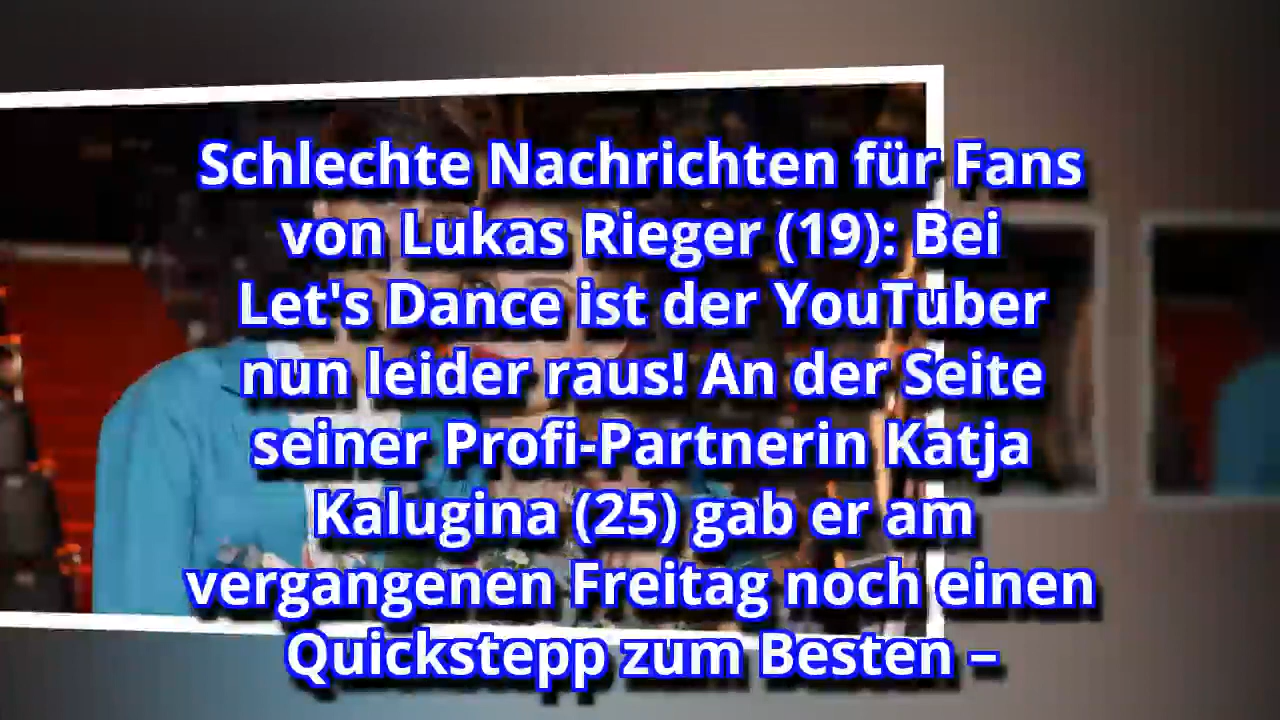 Schlechte Nachrichten für Fans
von Lukas Rieger (19): Bei
Let's Dance ist der YouTuber
nun leider raus! An der Seite
seiner Profi-Partnerin Katja
Kalugina (25) gab er am
vergangenen Freitag noch einen
Quickstepp zum Besten –